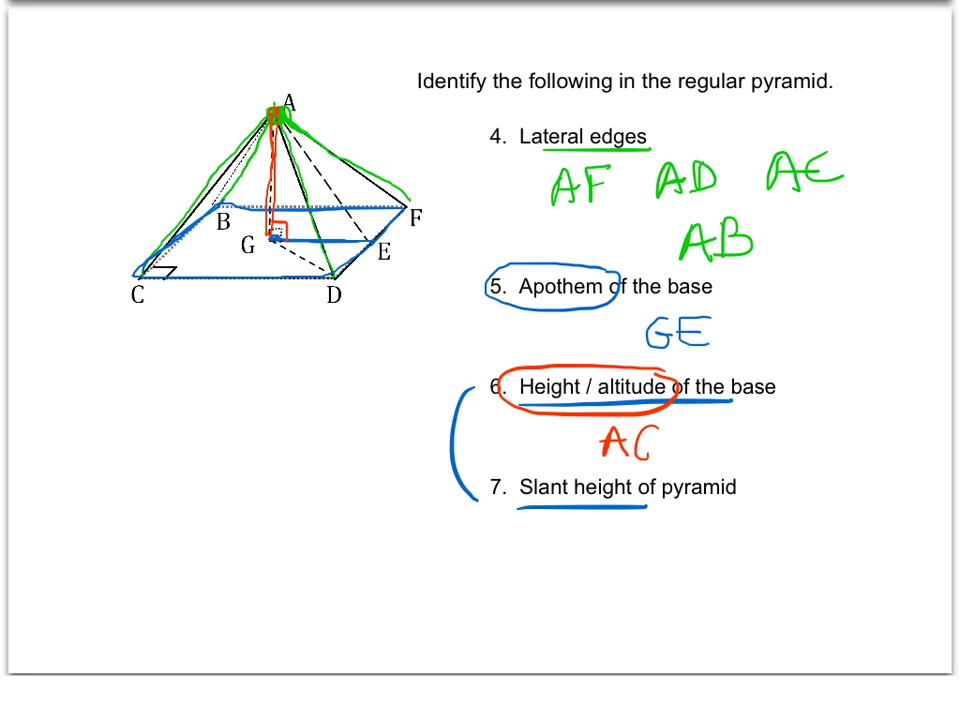 Identify the following in the regular pyramid.
A
4. Lateral edges
AF AD AC
B
F
G
E
AB
C
D
5. Apothem of the base
GE
6. Height / altitude of the base
AG
7. Slant height of pyramid